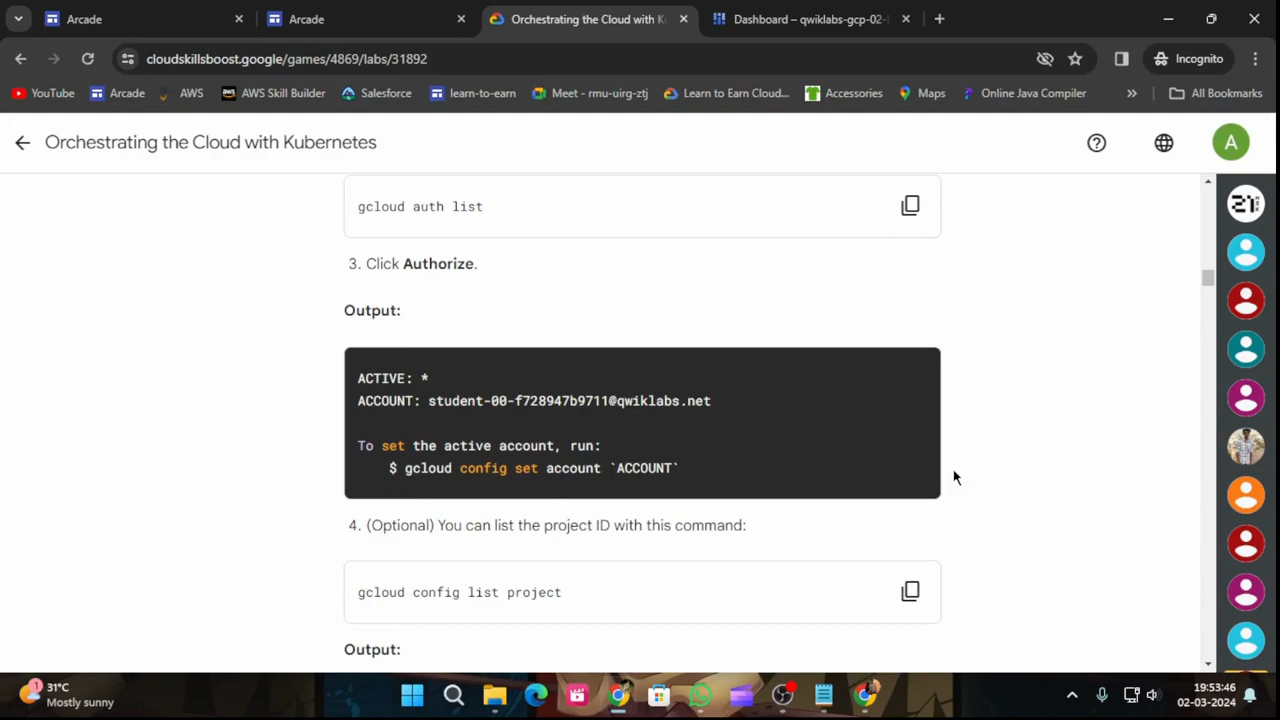 Arcade
Arcade
Orchestrating the Cloud with K
Dashboard – qwiklabs-gcp-02-
cloudskillsboost.google/games/4869/labs/31892
Incognito
YouTube
Arcade
AWS
AWS Skill Builder
Salesforce
learn-to-earn
Meet - rmu-uirg-ztj
Learn to Earn Cloud...
Accessories
Maps
Online Java Compiler
All Bookmarks
Orchestrating the Cloud with Kubernetes
A
gcloud auth list
3. Click Authorize.
Output:
ACTIVE: *
ACCOUNT: student-00-f728947b9711@qwiklabs.net
To set the active account, run:
$ gcloud config set account `ACCOUNT`
4. (Optional) You can list the project ID with this command:
gcloud config list project
Output:
1
31°C
Mostly sunny
19:53:46
02-03-2024